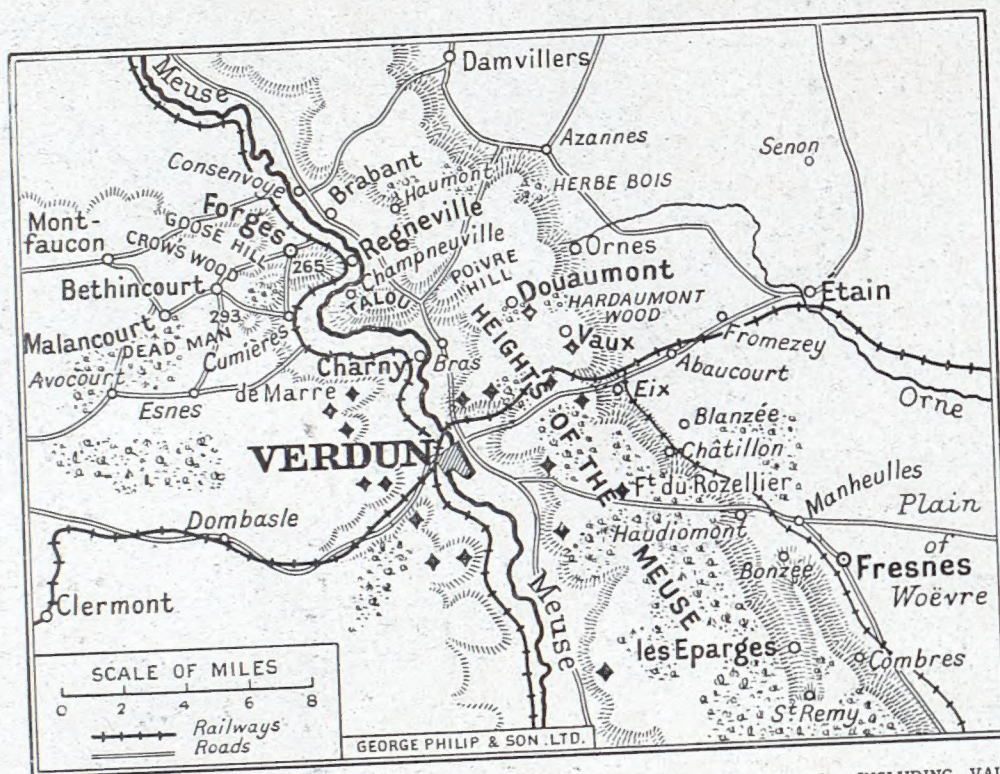 Meuse
Damvillers
Azannes
Senon
Consenvoye
Brabant
Haumont
HERBE BOIS
Forges
Regneville
Mont-
faucon
GOOSE HILL
CROWS WOOD
265
Champneuville
POIVRE
HILL
Ornes
Bethincourt
TALOU
Douaumont
HARDAUMONT
WOOD
Etain
293
Malancourt
DEAD MAN
Cumières
Vaux
Fromezey
Avocourt
Charny
Bras
Abaucourt
Esnes
de Marre
Eix
Orne
HEIGHTS OF THE MEUSE
Blanzée
VERDUN
Châtillon
Ft du Rozellier
Manheulles
Plain
of
Woëvre
Dombasle
Haudiomont
Bonzée
Fresnes
Clermont
Meuse
les Eparges
Combres
St Remy
SCALE OF MILES
0 2 4 6 8
Railways
Roads
GEORGE PHILIP & SON LTD.
INCLUDING